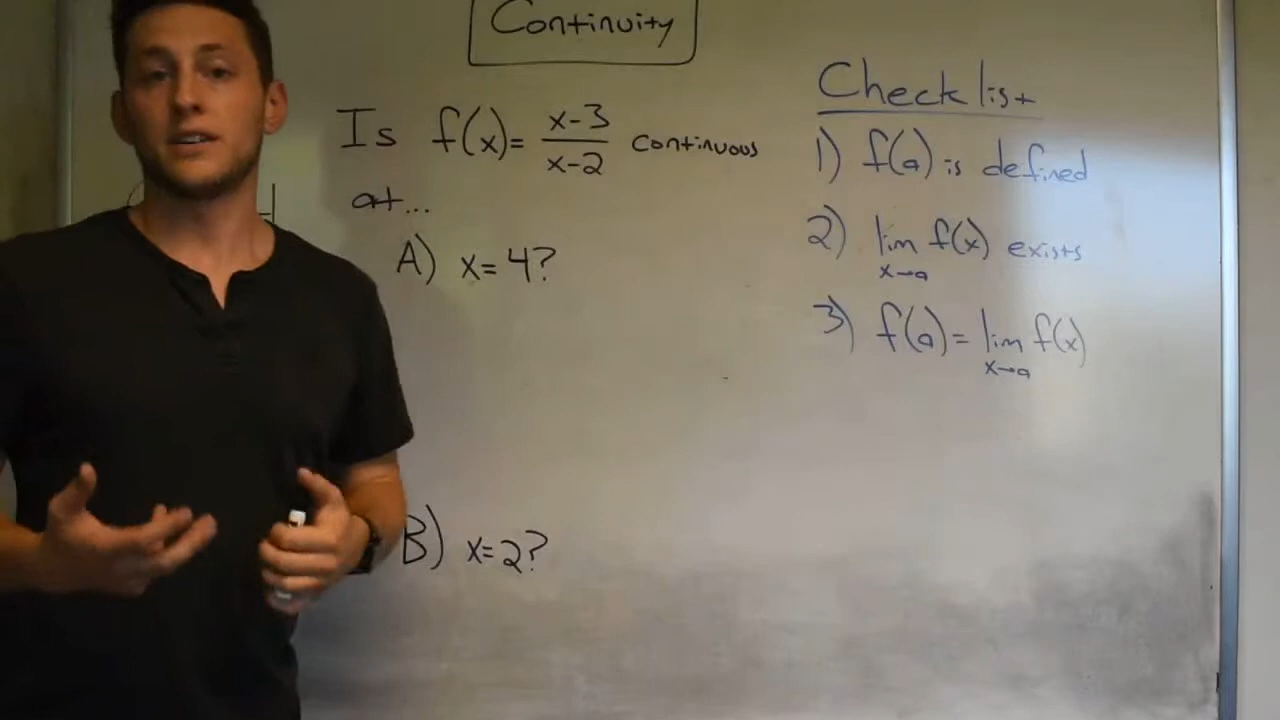 Continuity
Is f(x)= x-3/x-2 continuous
at...
A) x=4?
B) x=2?
Checklist
1) f(a) is defined
2) lim x→a f(x) exists
3) f(a)= lim x→a f(x)